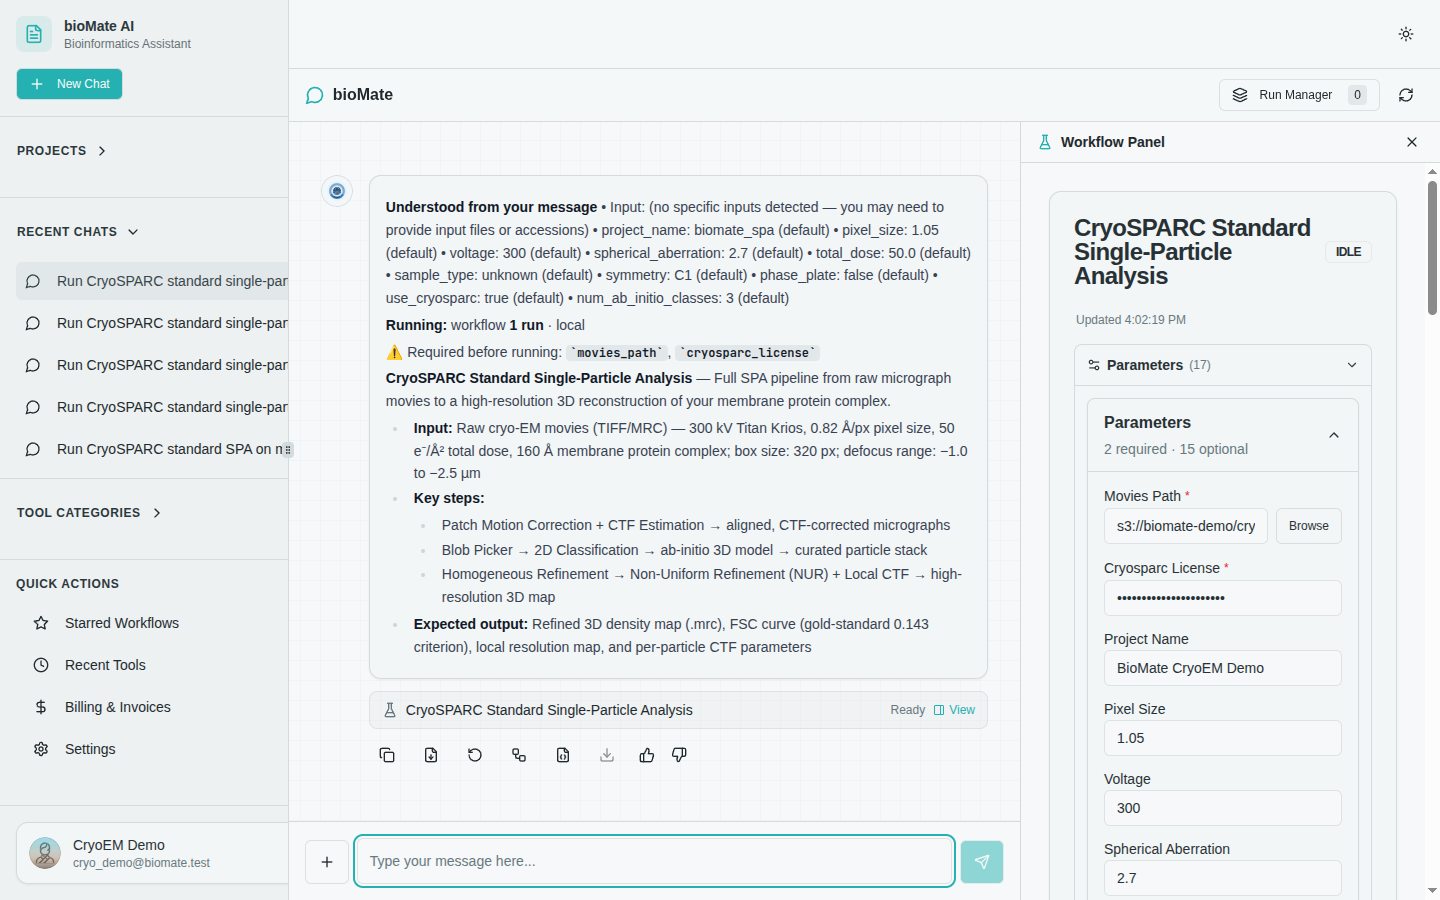 bioMate AI
Bioinformatics Assistant
New Chat
PROJECTS
RECENT CHATS
Run CryoSPARC standard single-par
Run CryoSPARC standard single-par
Run CryoSPARC standard single-par
Run CryoSPARC standard single-par
Run CryoSPARC standard SPA on m
TOOL CATEGORIES
QUICK ACTIONS
Starred Workflows
Recent Tools
Billing & Invoices
Settings
CryoEM Demo
cryo_demo@biomate.test
bioMate
Run Manager 0
Understood from your message • Input: (no specific inputs detected — you may need to
provide input files or accessions) • project_name: biomate_spa (default) • pixel_size: 1.05
(default) • voltage: 300 (default) • spherical_aberration: 2.7 (default) • total_dose: 50.0 (default)
• sample_type: unknown (default) • symmetry: C1 (default) • phase_plate: false (default) •
use_cryosparc: true (default) • num_ab_initio_classes: 3 (default)
Running: workflow 1 run · local
⚠️ Required before running: `movies_path`, `cryosparc_license`
CryoSPARC Standard Single-Particle Analysis — Full SPA pipeline from raw micrograph
movies to a high-resolution 3D reconstruction of your membrane protein complex.
Input: Raw cryo-EM movies (TIFF/MRC) — 300 kV Titan Krios, 0.82 Å/px pixel size, 50
e⁻/Å² total dose, 160 Å membrane protein complex; box size: 320 px; defocus range: −1.0
to −2.5 µm
Key steps:
Patch Motion Correction + CTF Estimation → aligned, CTF-corrected micrographs
Blob Picker → 2D Classification → ab-initio 3D model → curated particle stack
Homogeneous Refinement → Non-Uniform Refinement (NUR) + Local CTF → high-
resolution 3D map
Expected output: Refined 3D density map (.mrc), FSC curve (gold-standard 0.143
criterion), local resolution map, and per-particle CTF parameters
CryoSPARC Standard Single-Particle Analysis Ready View
Type your message here...
Workflow Panel
CryoSPARC Standard
Single-Particle
Analysis
IDLE
Updated 4:02:19 PM
Parameters (17)
Parameters
2 required · 15 optional
Movies Path *
s3://biomate-demo/cry Browse
Cryosparc License *
••••••••••••••••••••••
Project Name
BioMate CryoEM Demo
Pixel Size
1.05
Voltage
300
Spherical Aberration
2.7